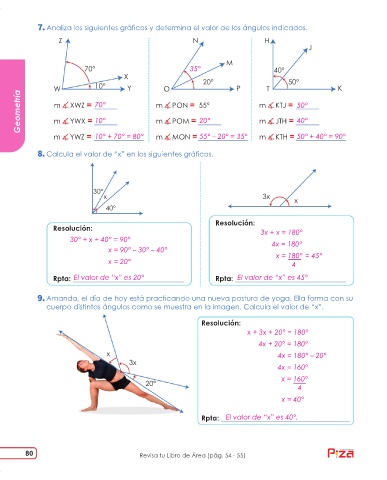 7. Analiza los siguientes gráficos y determina el valor de los ángulos indicados.
Z
70°
X
10°
W
Y
N
35°
M
20°
O
P
H
J
40°
50°
T
K
m∡XWZ = 70°
m∡PON = 55°
m∡KTJ = 50°
m∡YWX = 10°
m∡POM = 20°
m∡JTH = 40°
m∡YWZ = 10° + 70° = 80°
m∡MON = 55° – 20° = 35°
m∡KTH = 50° + 40° = 90°
Geometría
8. Calcula el valor de “x” en los siguientes gráficos.
30°
x
40°
3x
x
Resolución:
30° + x + 40° = 90°
x = 90° – 30° – 40°
x = 20°
Rpta: El valor de “x” es 20°
Resolución:
3x + x = 180°
4x = 180°
x = 180° = 45°
4
Rpta: El valor de “x” es 45°
9. Amanda, el día de hoy está practicando una nueva postura de yoga. Ella forma con su
cuerpo distintos ángulos como se muestra en la imagen. Calcula el valor de “x”.
x
3x
20°
Resolución:
x + 3x + 20° = 180°
4x + 20° = 180°
4x = 180° – 20°
4x = 160°
x = 160°
4
x = 40°
Rpta: El valor de “x” es 40°.
80
Revisa tu Libro de Área (pág. 54 - 55)
Piza